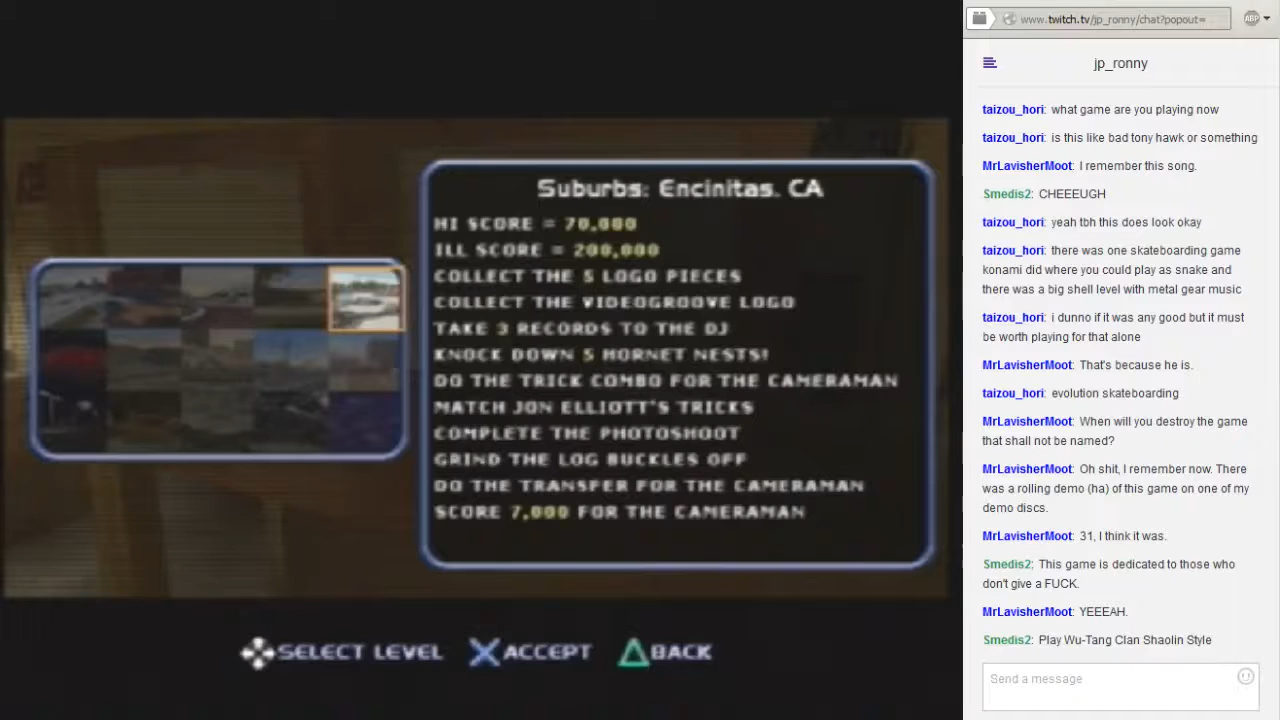 www.twitch.tv/jp_ronny/chat?popout=
ABP
jp_ronny
Suburbs: Encinitas. CA
HI SCORE = 70,000
ILL SCORE = 200,000
COLLECT THE 5 LOGO PIECES
COLLECT THE VIDEOGROOVE LOGO
TAKE 3 RECORDS TO THE DJ
KNOCK DOWN 5 HORNET NESTS!
DO THE TRICK COMBO FOR THE CAMERAMAN
MATCH JON ELLIOTT'S TRICKS
COMPLETE THE PHOTOSHOOT
GRIND THE LOG BUCKLES OFF
DO THE TRANSFER FOR THE CAMERAMAN
SCORE 7,000 FOR THE CAMERAMAN
SELECT LEVEL
ACCEPT
BACK
taizou_hori: what game are you playing now
taizou_hori: is this like bad tony hawk or something
MrLavisherMoot: I remember this song.
Smedis2: CHEEEUGH
taizou_hori: yeah tbh this does look okay
taizou_hori: there was one skateboarding game
konami did where you could play as snake and
there was a big shell level with metal gear music
taizou_hori: i dunno if it was any good but it must
be worth playing for that alone
MrLavisherMoot: That's because he is.
taizou_hori: evolution skateboarding
MrLavisherMoot: When will you destroy the game
that shall not be named?
MrLavisherMoot: Oh shit, I remember now. There
was a rolling demo (ha) of this game on one of my
demo discs.
MrLavisherMoot: 31, I think it was.
Smedis2: This game is dedicated to those who
don't give a FUCK.
MrLavisherMoot: YEEEAH.
Smedis2: Play Wu-Tang Clan Shaolin Style
Send a message